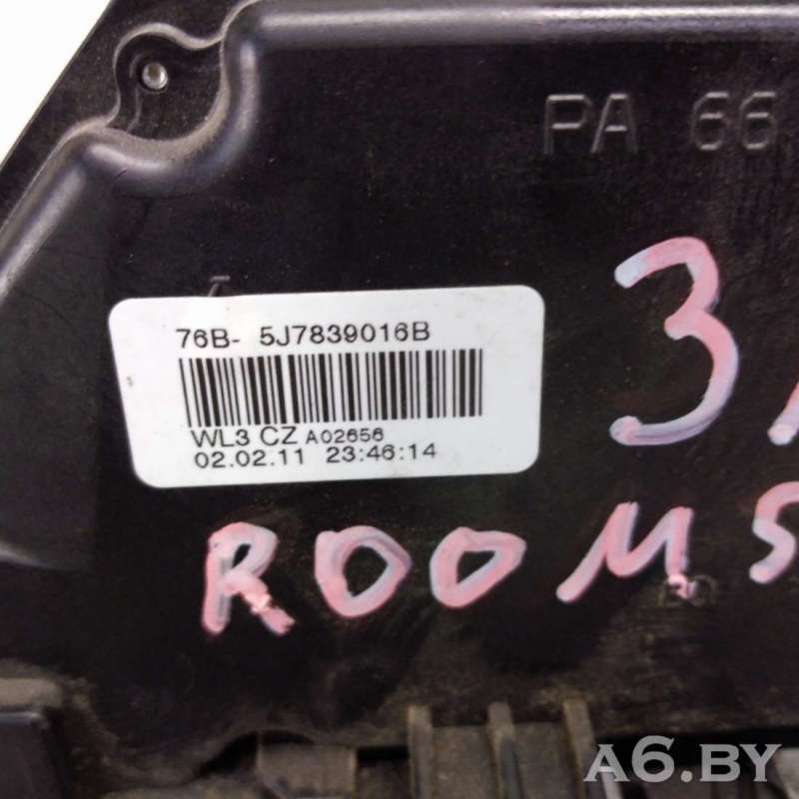 PA 66
76B- 5J7839016B
WL3 CZ A02656
02.02.11 23:46:14
3
ROOMS
A6.BY